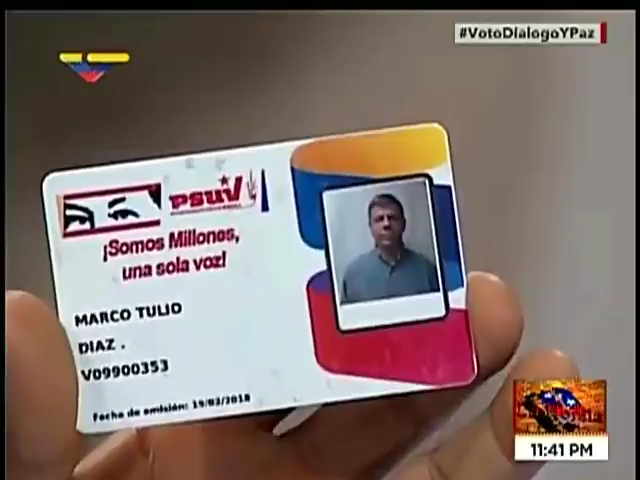 #VotoDialogoYPaz
psuv
¡Somos Millones,
una sola voz!
MARCO TULIO
DIAZ .
V09900353
Fecha de emisión: 19/03/2018
11:41 PM